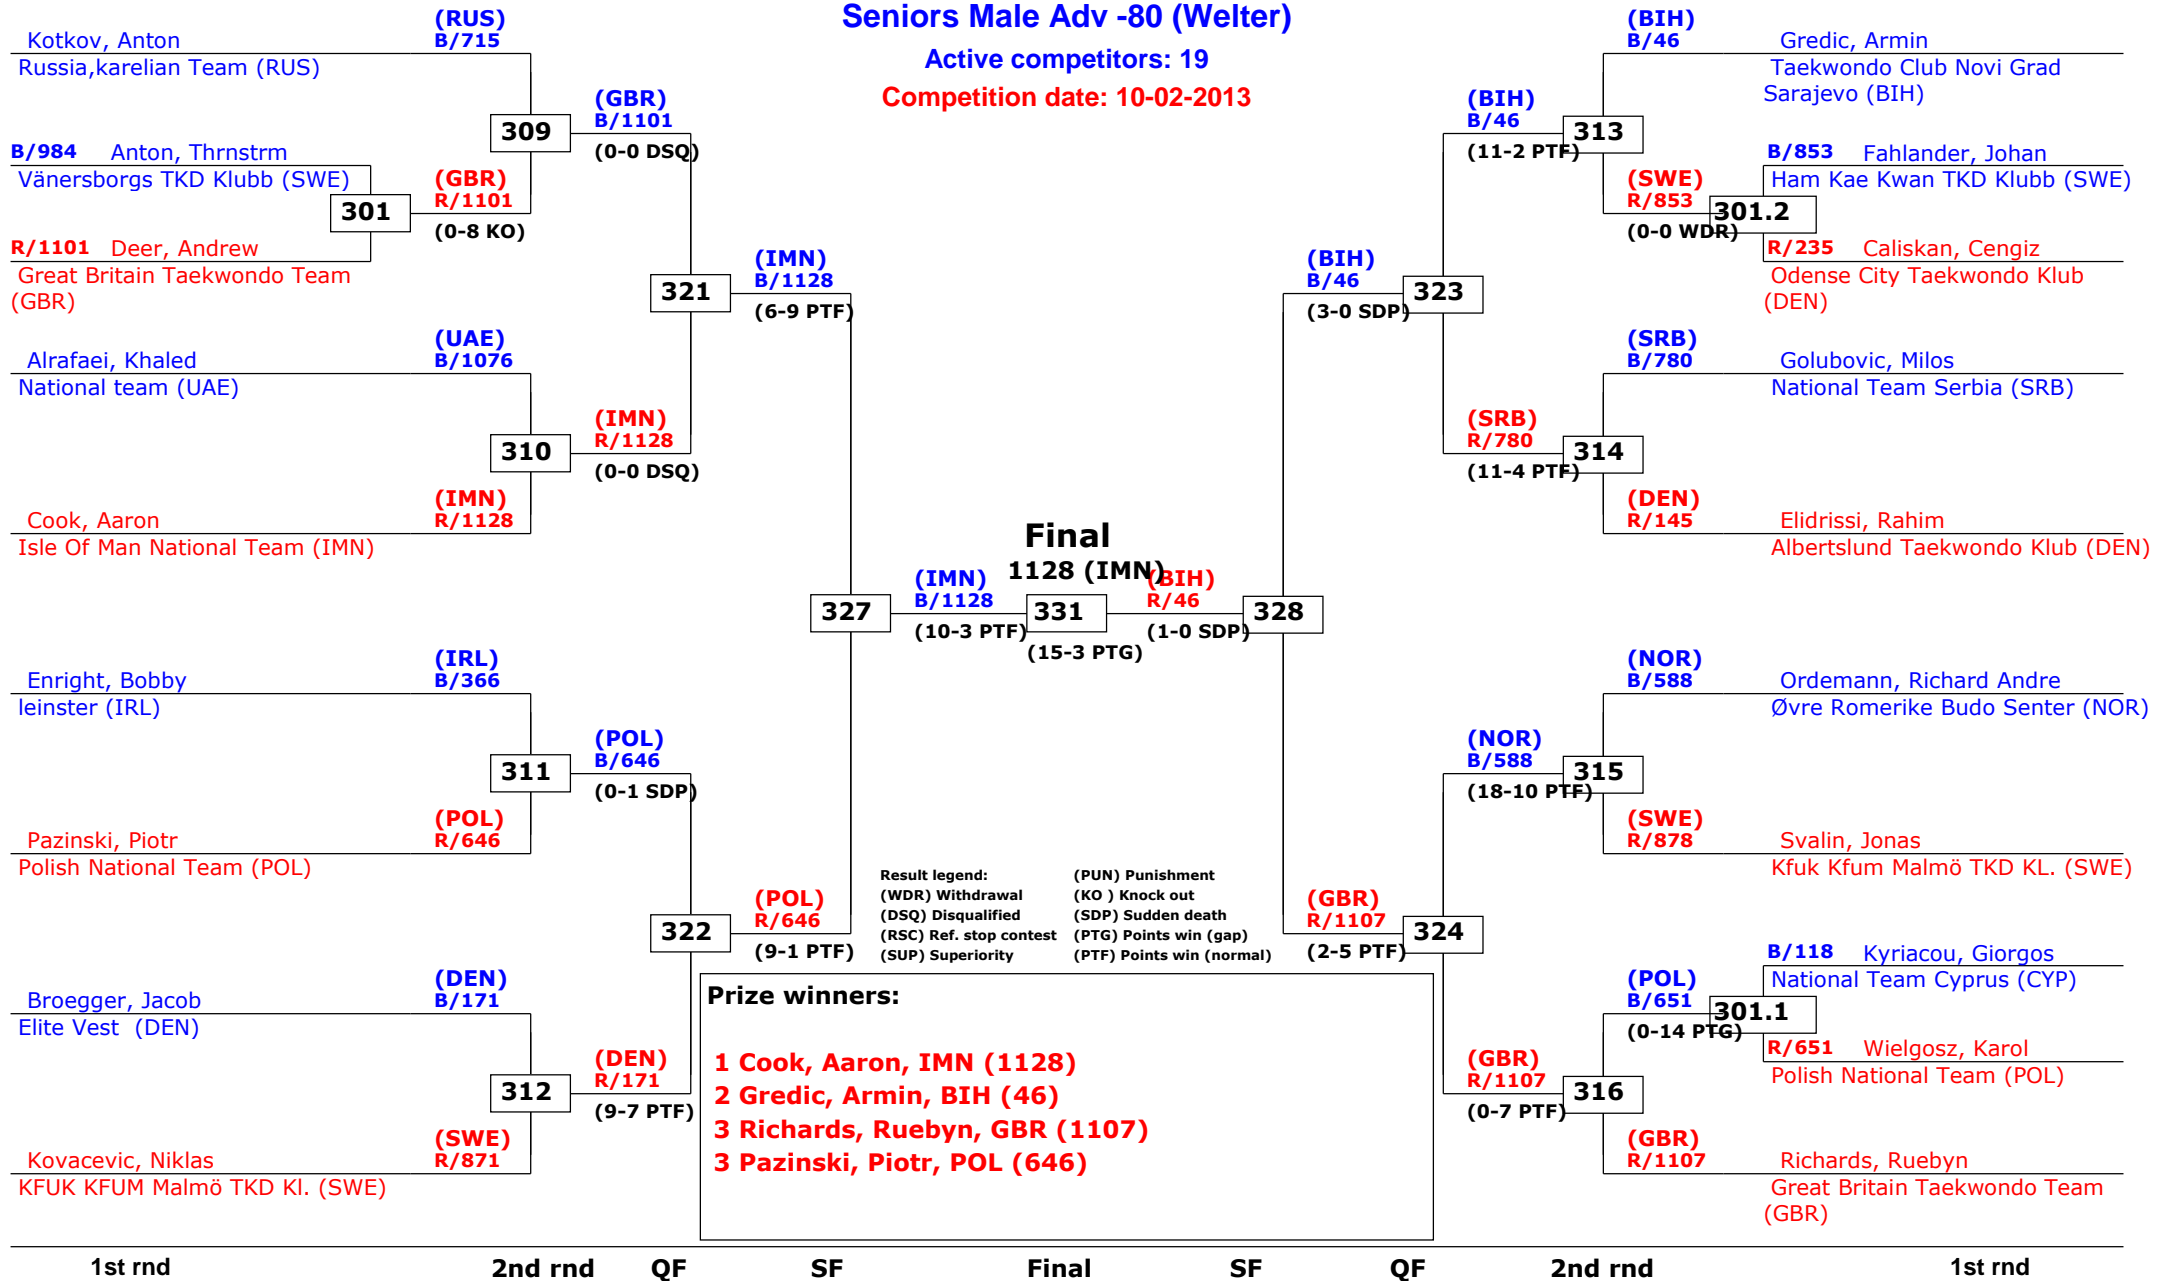 Seniors Male Adv -80 (Welter)
Active competitors: 19
Competition date: 10-02-2013
Kotkov, Anton
Russia,karelian Team (RUS)
(RUS)
B/715
B/984 Anton, Thrnstrm
Vänersborgs TKD Klubb (SWE)
301
R/1101 Deer, Andrew
Great Britain Taekwondo Team
(GBR)
(GBR)
R/1101
(0-8 KO)
309
(GBR)
B/1101
(0-0 DSQ)
Alrafaei, Khaled
National team (UAE)
(UAE)
B/1076
310
Cook, Aaron
Isle Of Man National Team (IMN)
(IMN)
R/1128
(IMN)
R/1128
(0-0 DSQ)
321
(IMN)
B/1128
(6-9 PTF)
Enright, Bobby
leinster (IRL)
(IRL)
B/366
311
Pazinski, Piotr
Polish National Team (POL)
(POL)
R/646
(POL)
B/646
(0-1 SDP)
Broegger, Jacob
Elite Vest (DEN)
(DEN)
B/171
312
Kovacevic, Niklas
KFUK KFUM Malmö TKD Kl. (SWE)
(SWE)
R/871
(DEN)
R/171
(9-7 PTF)
322
(POL)
R/646
(9-1 PTF)
327
(IMN)
B/1128
(10-3 PTF)
Final
1128 (IMN)
331
(15-3 PTG)
(BIH)
R/46
(1-0 SDP)
328
(BIH)
B/46
Gredic, Armin
Taekwondo Club Novi Grad
Sarajevo (BIH)
313
(BIH)
B/46
(11-2 PTF)
B/853 Fahlander, Johan
Ham Kae Kwan TKD Klubb (SWE)
301.2
(SWE)
R/853
(0-0 WDR)
R/235 Caliskan, Cengiz
Odense City Taekwondo Klub
(DEN)
323
(BIH)
B/46
(3-0 SDP)
(SRB)
B/780
Golubovic, Milos
National Team Serbia (SRB)
314
(SRB)
R/780
(11-4 PTF)
(DEN)
R/145
Elidrissi, Rahim
Albertslund Taekwondo Klub (DEN)
(NOR)
B/588
Ordemann, Richard Andre
Øvre Romerike Budo Senter (NOR)
315
(NOR)
B/588
(18-10 PTF)
(SWE)
R/878
Svalin, Jonas
Kfuk Kfum Malmö TKD KL. (SWE)
324
(GBR)
R/1107
(2-5 PTF)
B/118 Kyriacou, Giorgos
National Team Cyprus (CYP)
301.1
(POL)
B/651
(0-14 PTG)
R/651 Wielgosz, Karol
Polish National Team (POL)
316
(GBR)
R/1107
(0-7 PTF)
(GBR)
R/1107
Richards, Ruebyn
Great Britain Taekwondo Team
(GBR)
Result legend: (PUN) Punishment
(WDR) Withdrawal (KO ) Knock out
(DSQ) Disqualified (SDP) Sudden death
(RSC) Ref. stop contest (PTG) Points win (gap)
(SUP) Superiority (PTF) Points win (normal)
Prize winners:
1 Cook, Aaron, IMN (1128)
2 Gredic, Armin, BIH (46)
3 Richards, Ruebyn, GBR (1107)
3 Pazinski, Piotr, POL (646)
1st rnd 2nd rnd QF SF Final SF QF 2nd rnd 1st rnd